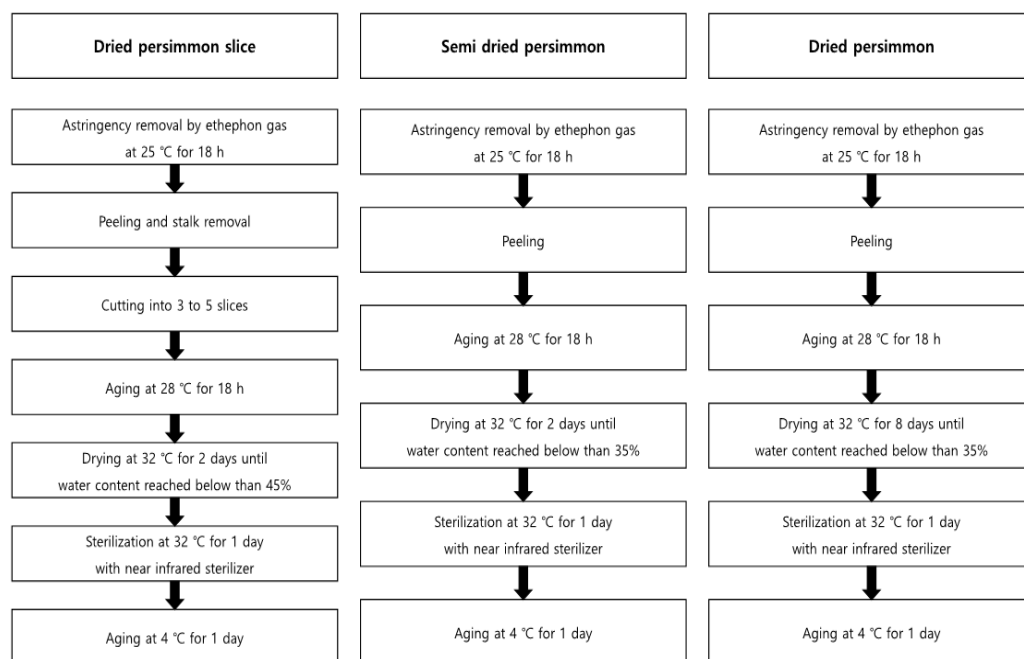 Dried persimmon slice
Astringency removal by ethephon gas
at 25 ℃ for 18 h
Peeling and stalk removal
Cutting into 3 to 5 slices
Aging at 28 ℃ for 18 h
Drying at 32 ℃ for 2 days until
water content reached below than 45%
Sterilization at 32 ℃ for 1 day
with near infrared sterilizer
Aging at 4 ℃ for 1 day
Semi dried persimmon
Astringency removal by ethephon gas
at 25 ℃ for 18 h
Peeling
Aging at 28 ℃ for 18 h
Drying at 32 ℃ for 2 days until
water content reached below than 35%
Sterilization at 32 ℃ for 1 day
with near infrared sterilizer
Aging at 4 ℃ for 1 day
Dried persimmon
Astringency removal by ethephon gas
at 25 ℃ for 18 h
Peeling
Aging at 28 ℃ for 18 h
Drying at 32 ℃ for 8 days until
water content reached below than 35%
Sterilization at 32 ℃ for 1 day
with near infrared sterilizer
Aging at 4 ℃ for 1 day